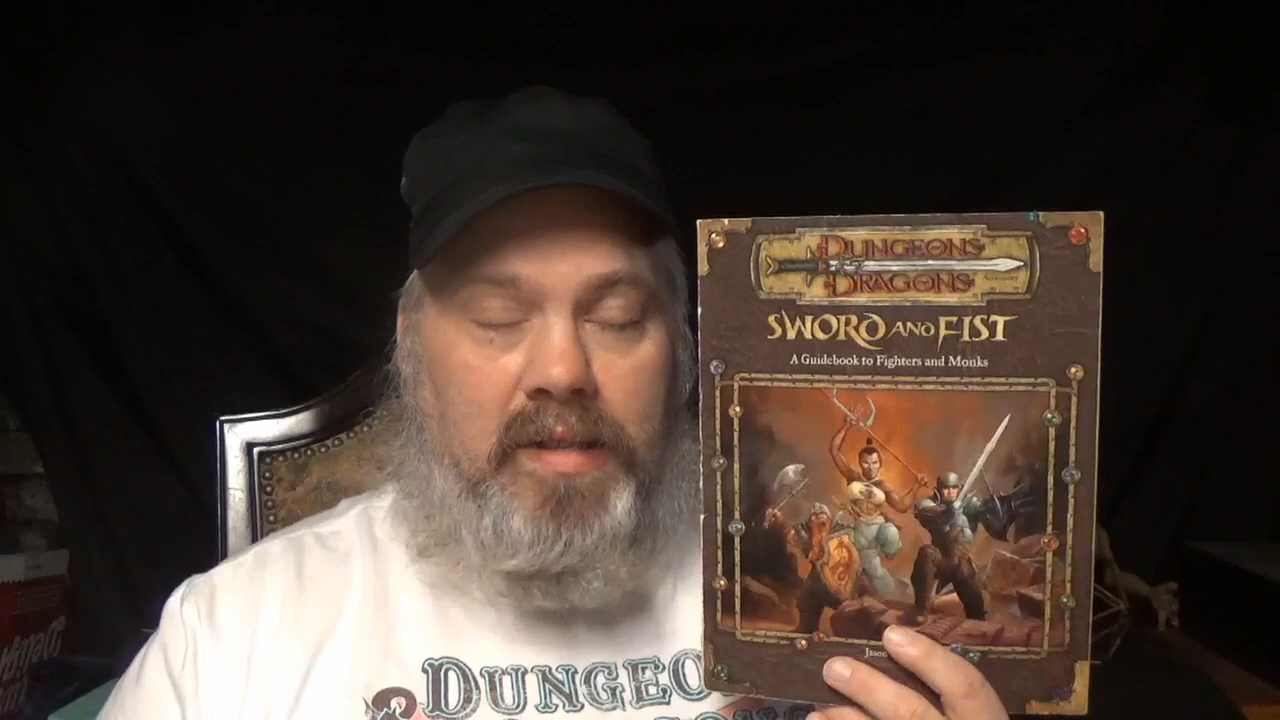 DUNGEONS
DRAGONS
SWORD AND FIST
A Guidebook to Fighters and Monks
Jason
DUNGEO